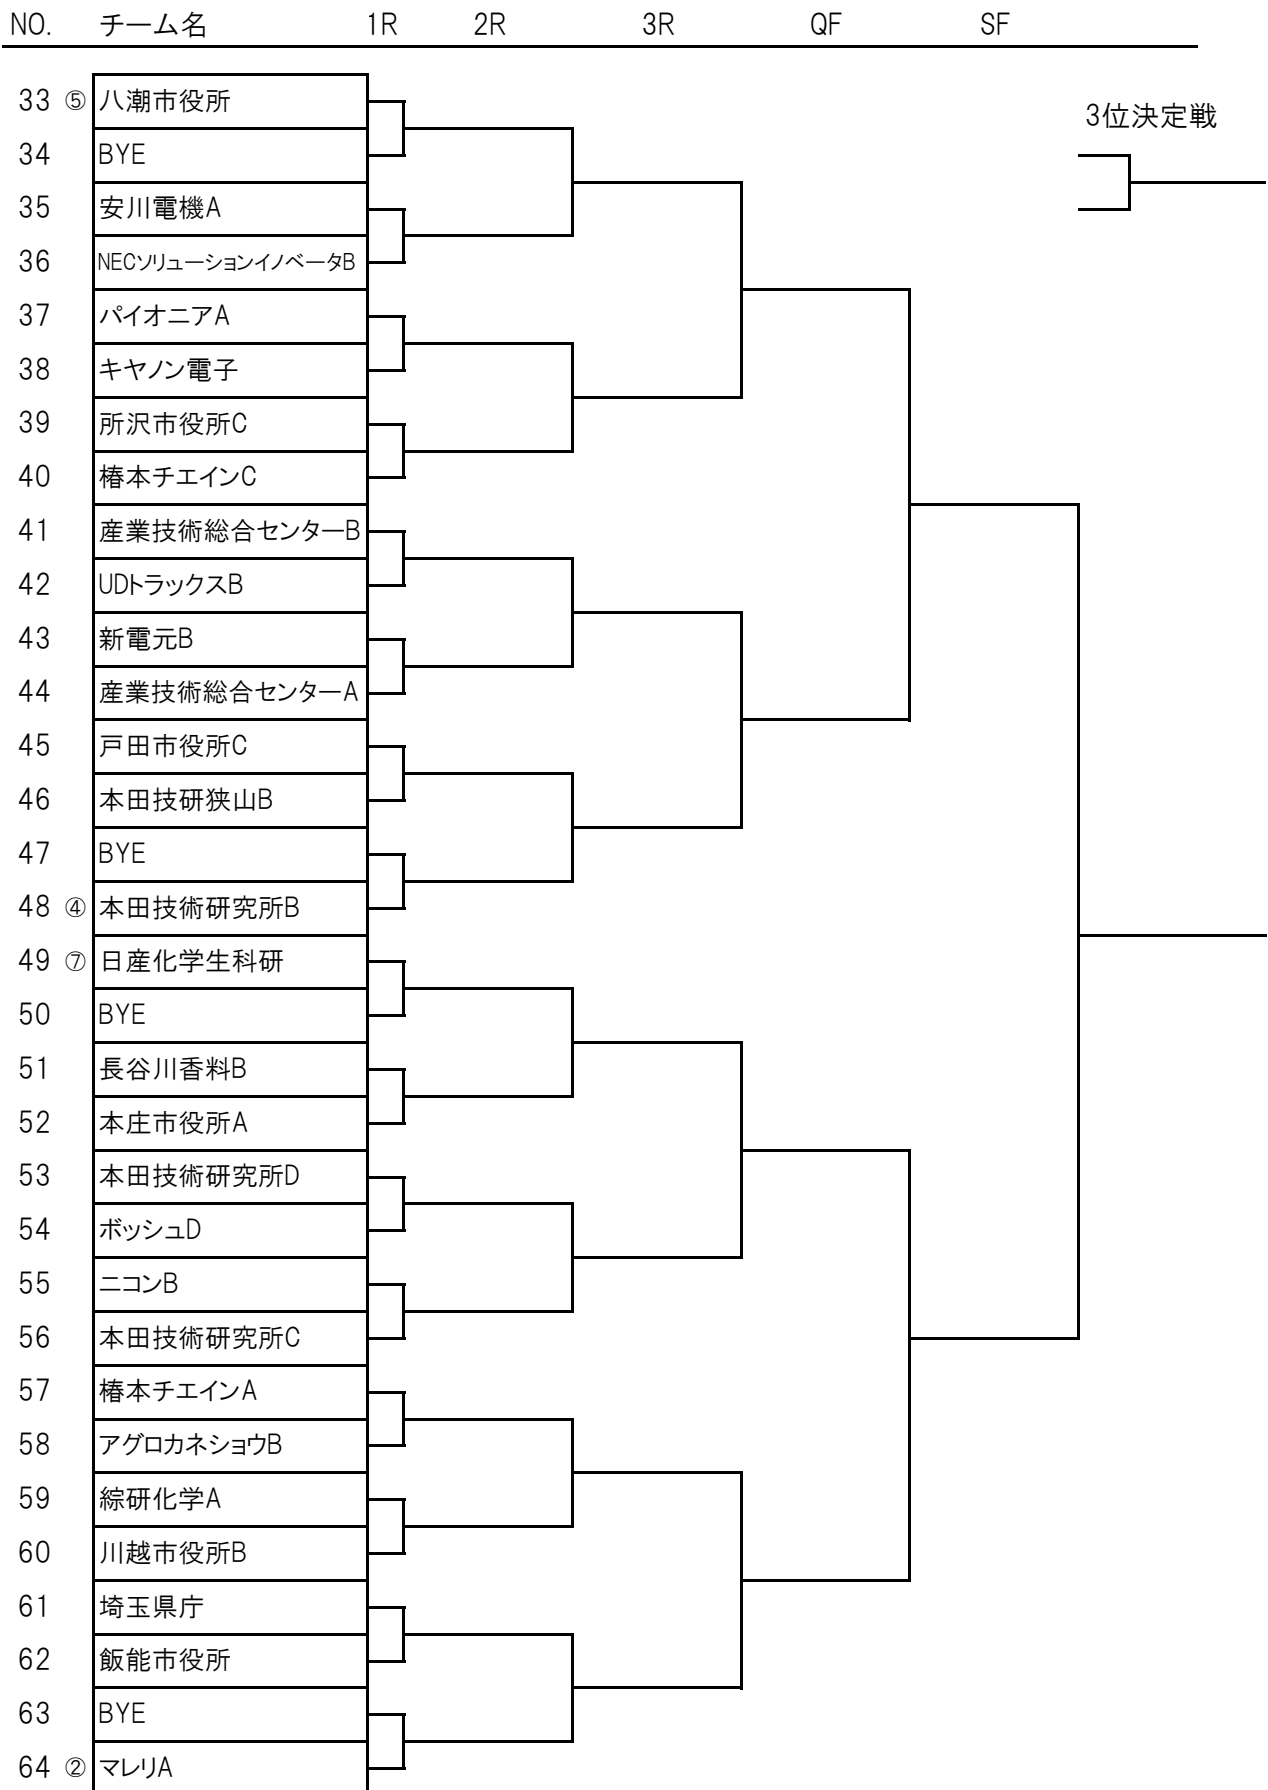 NO. チーム名 1R 2R 3R QF SF
33 ⑤ 八潮市役所
3位決定戦
34 BYE
35 安川電機A
36 NECソリューションイノベータB
37 パイオニアA
38 キヤノン電子
39 所沢市役所C
40 椿本チエインC
41 産業技術総合センターB
42 UDトラックスB
43 新電元B
44 産業技術総合センターA
45 戸田市役所C
46 本田技研狭山B
47 BYE
48 ④ 本田技術研究所B
49 ⑦ 日産化学生科研
50 BYE
51 長谷川香料B
52 本庄市役所A
53 本田技術研究所D
54 ボッシュD
55 ニコンB
56 本田技術研究所C
57 椿本チエインA
58 アグロカネショウB
59 綜研化学A
60 川越市役所B
61 埼玉県庁
62 飯能市役所
63 BYE
64 ② マレリA